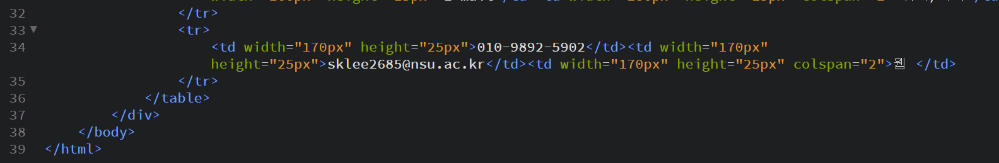 32 </tr>
33 <tr>
34 <td width="170px" height="25px">010-9892-5902</td><td width="170px"
height="25px">sklee2685@nsu.ac.kr</td><td width="170px" height="25px" colspan="2">웹 </td>
35 </tr>
36 </table>
37 </div>
38 </body>
39 </html>